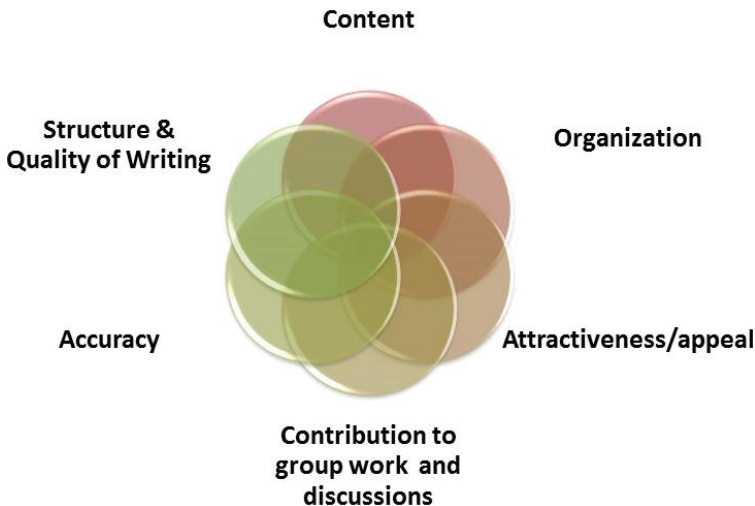 Content
Organization
Attractiveness/appeal
Contribution to
group work and
discussions
Accuracy
Structure &
Quality of Writing